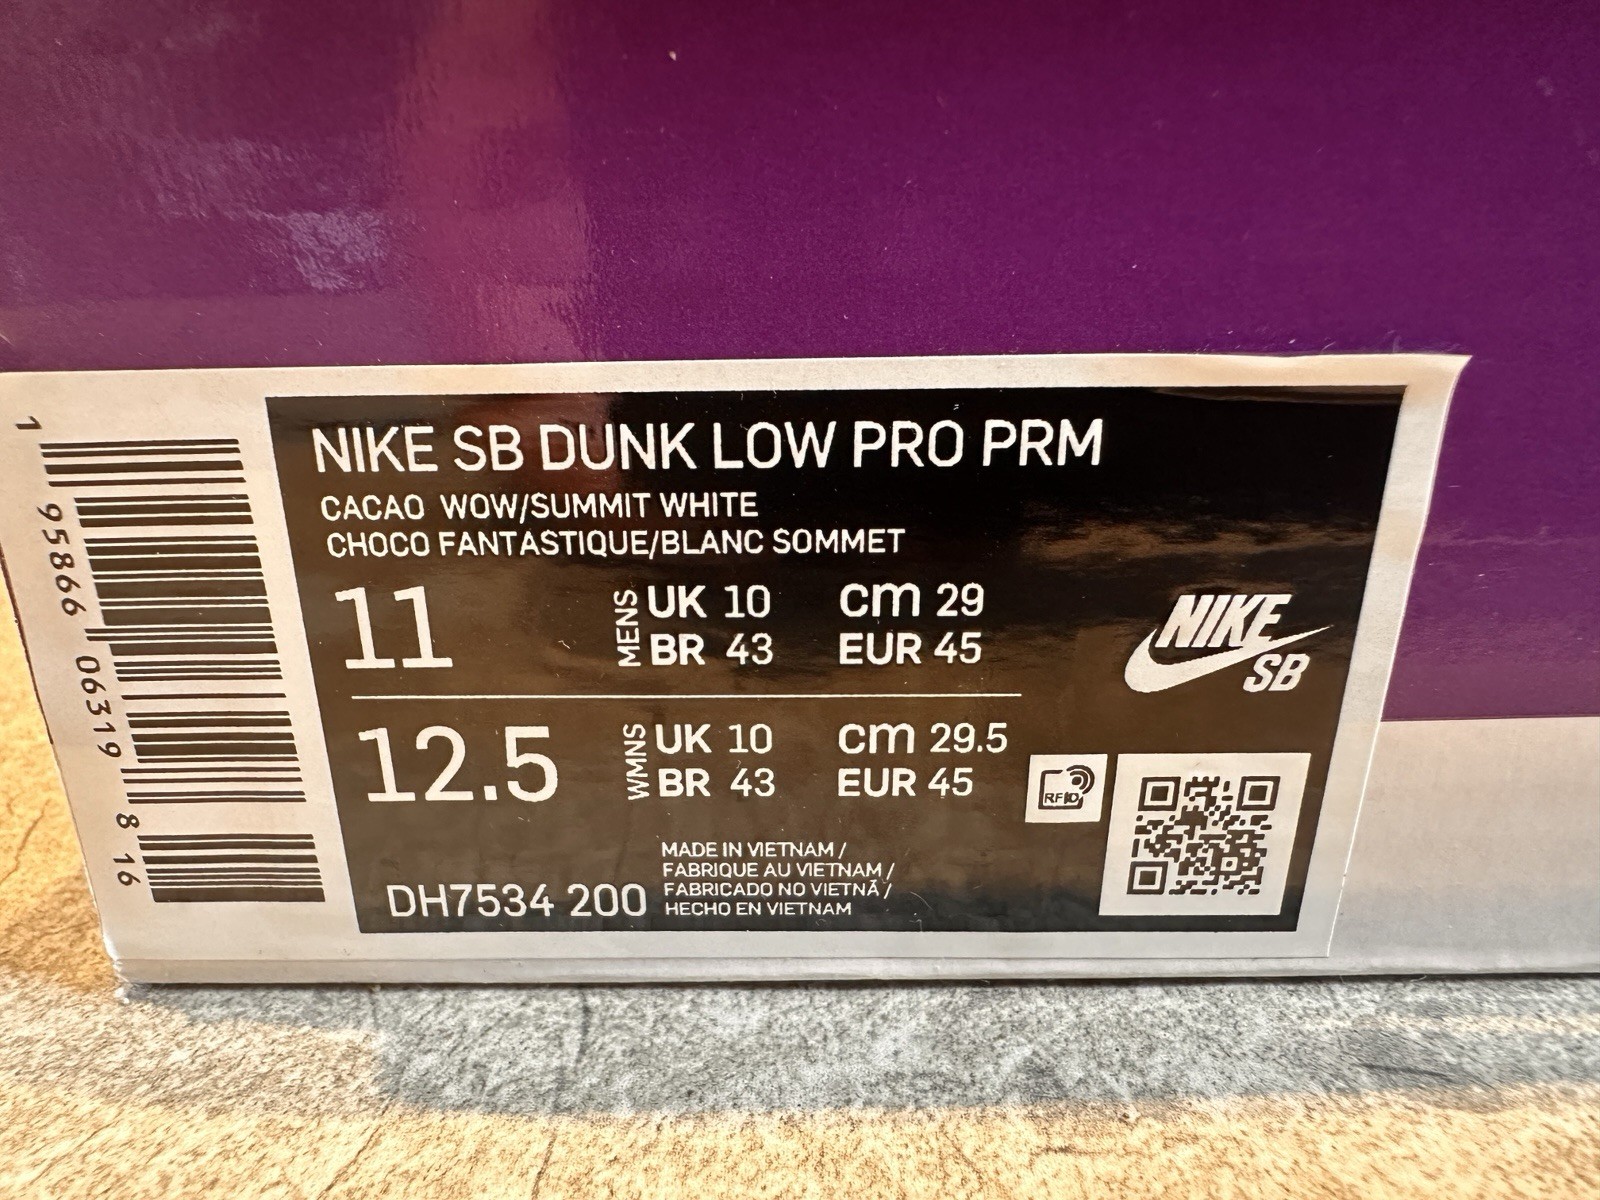 1 95866 06319 8 16
NIKE SB DUNK LOW PRO PRM
CACAO WOW/SUMMIT WHITE
CHOCO FANTASTIQUE/BLANC SOMMET
11 MENS UK 10 cm 29
BR 43 EUR 45
12.5 WMNS UK 10 cm 29.5
BR 43 EUR 45
NIKE
SB
RFID
MADE IN VIETNAM /
FABRIQUE AU VIETNAM /
FABRICADO NO VIETNÃ /
HECHO EN VIETNAM
DH7534 200